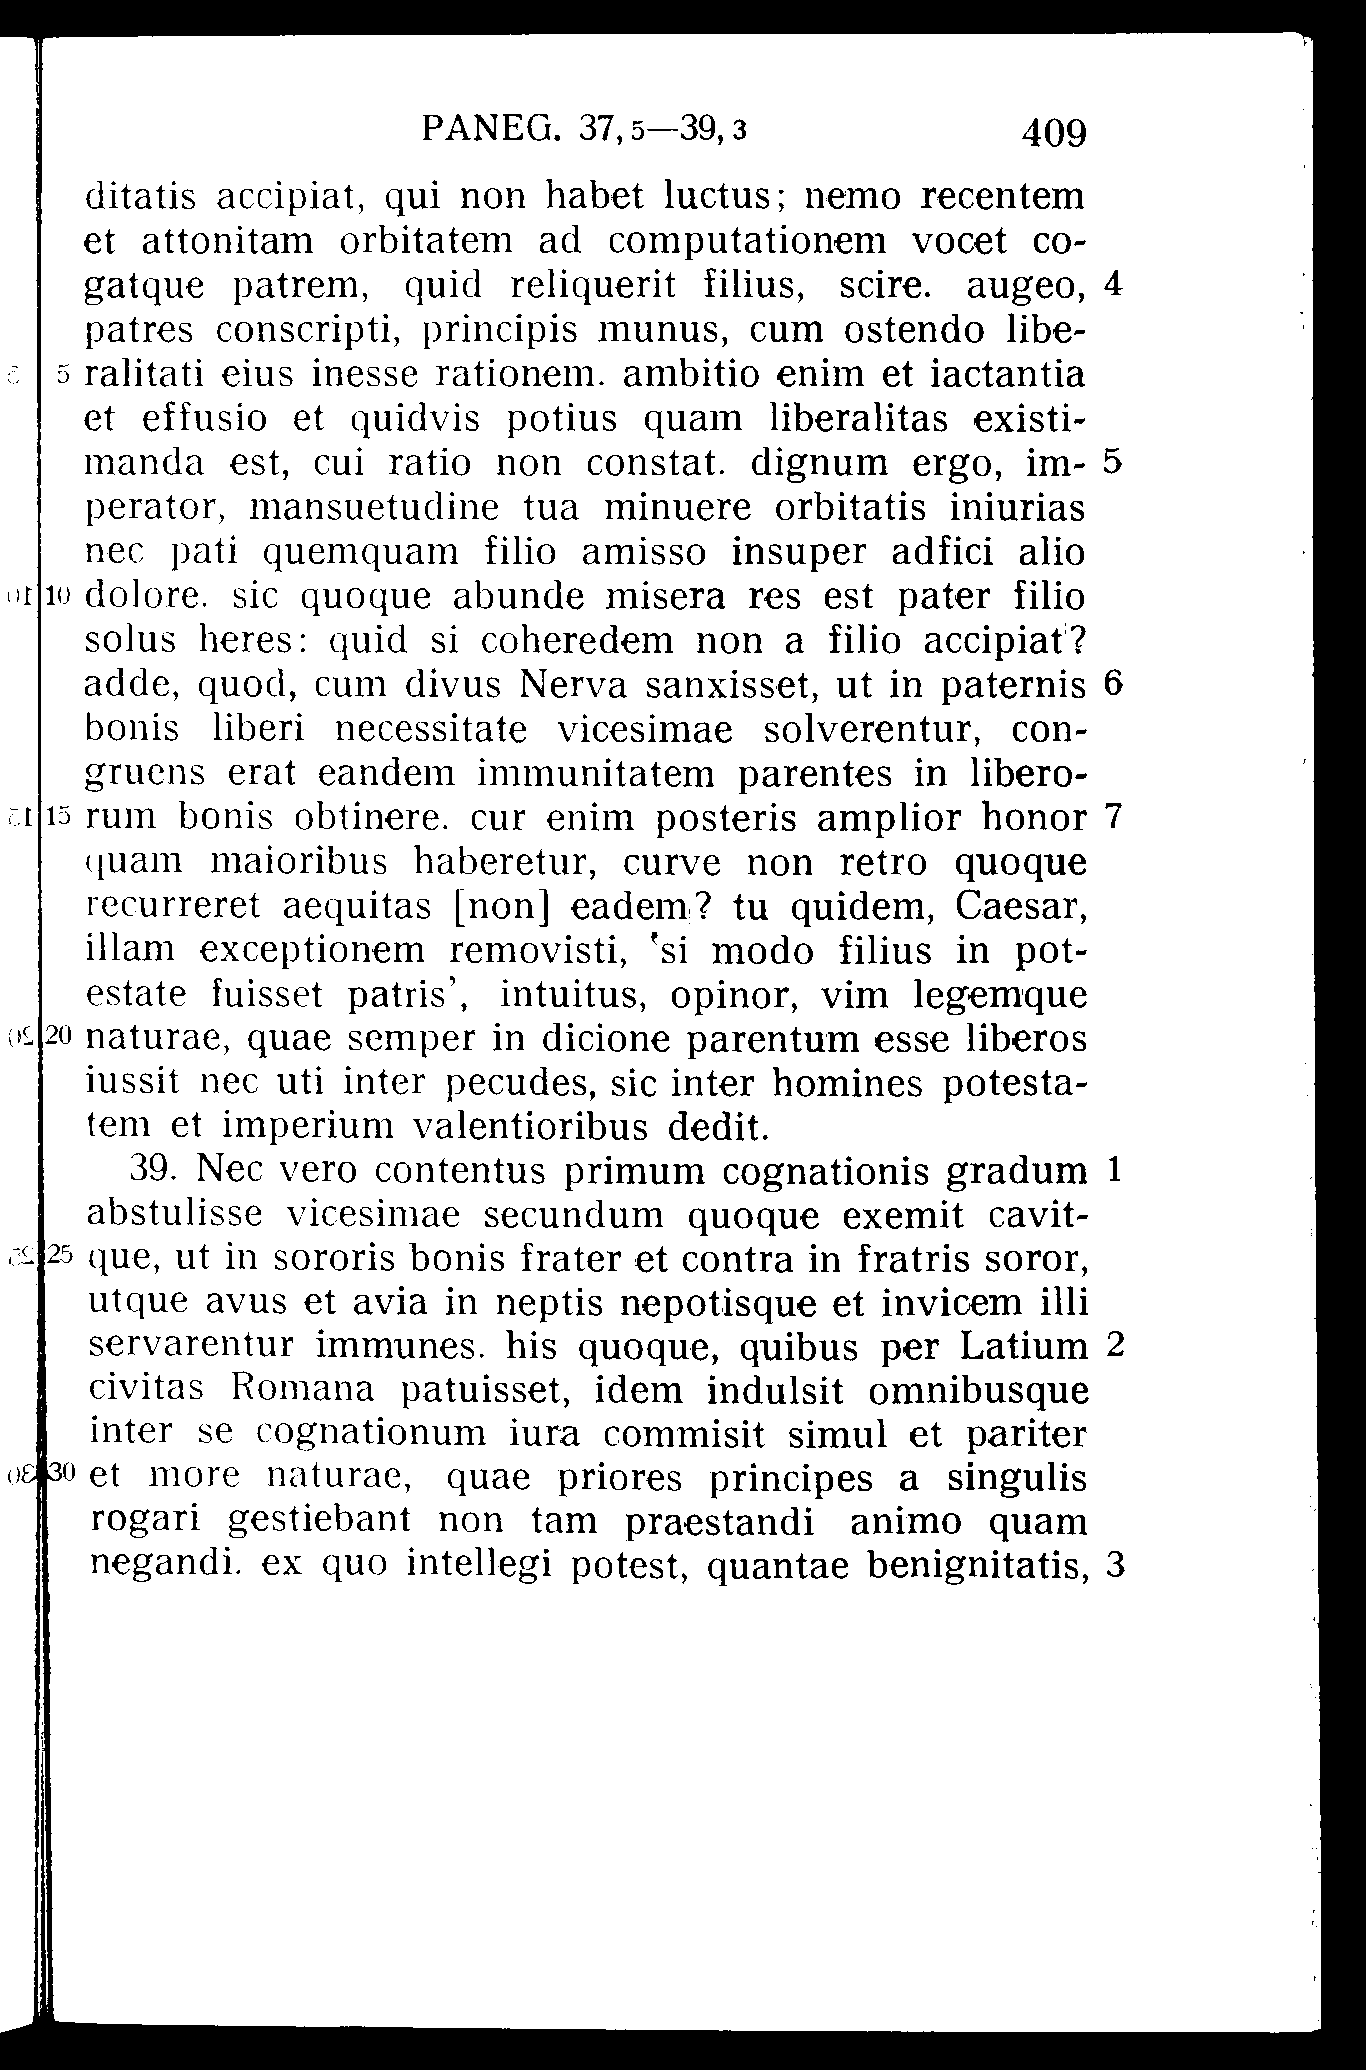 PANEG. 37, 5—39, 3 409
ditatis accipiat, qui non habet luctus; nemo recentem
et attonitam orbitatem ad computationem vocet co-
gatque patrem, quid reliquerit filius, scire. augeo, 4
patres conscripti, principis munus, cum ostendo libe-
5 ralitati eius inesse rationem. ambitio enim et iactantia
et effusio et quidvis potius quam liberalitas existi-
manda est, cui ratio non constat. dignum ergo, im- 5
perator, mansuetudine tua minuere orbitatis iniurias
nec pati quemquam filio amisso insuper adfici alio
10 dolore. sic quoque abunde misera res est pater filio
solus heres: quid si coheredem non a filio accipiat?
adde, quod, cum divus Nerva sanxisset, ut in paternis 6
bonis liberi necessitate vicesimae solverentur, con-
gruens erat eandem immunitatem parentes in libero-
15 rum bonis obtinere. cur enim posteris amplior honor 7
quam maioribus haberetur, curve non retro quoque
recurreret aequitas [non] eadem? tu quidem, Caesar,
illam exceptionem removisti, 'si modo filius in pot-
estate fuisset patris', intuitus, opinor, vim legemque
20 naturae, quae semper in dicione parentum esse liberos
iussit nec uti inter pecudes, sic inter homines potesta-
tem et imperium valentioribus dedit.
39. Nec vero contentus primum cognationis gradum 1
abstulisse vicesimae secundum quoque exemit cavit-
25 que, ut in sororis bonis frater et contra in fratris soror,
utque avus et avia in neptis nepotisque et invicem illi
servarentur immunes. his quoque, quibus per Latium 2
civitas Romana patuisset, idem indulsit omnibusque
inter se cognationum iura commisit simul et pariter
30 et more naturae, quae priores principes a singulis
rogari gestiebant non tam praestandi animo quam
negandi. ex quo intellegi potest, quantae benignitatis, 3